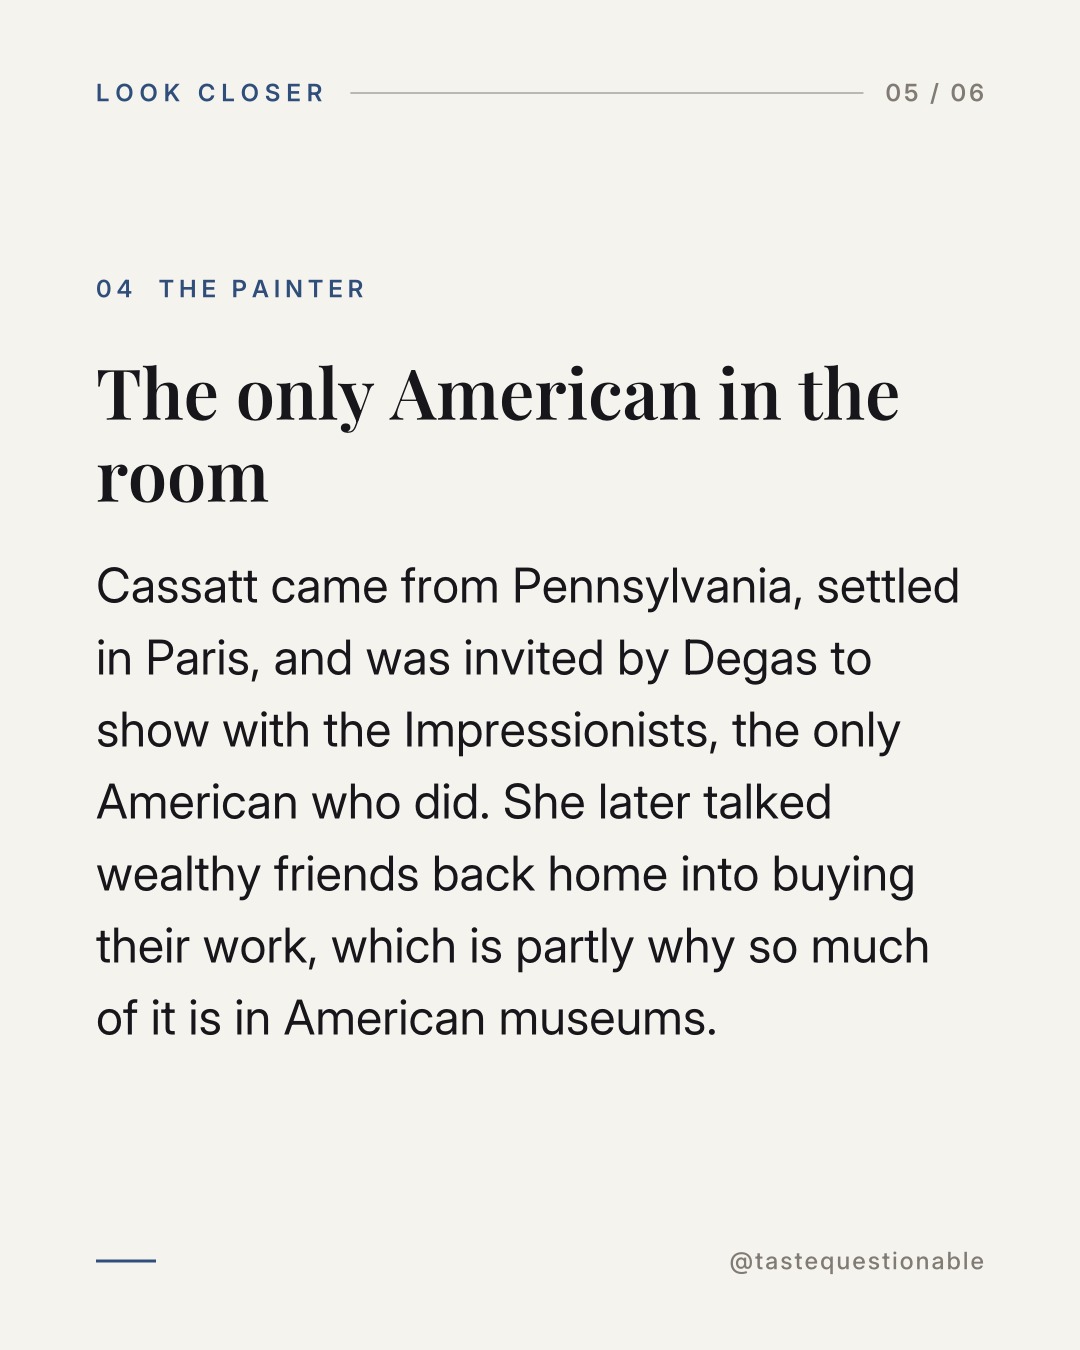 LOOK CLOSER 05 / 06
04 THE PAINTER
The only American in the
room
Cassatt came from Pennsylvania, settled
in Paris, and was invited by Degas to
show with the Impressionists, the only
American who did. She later talked
wealthy friends back home into buying
their work, which is partly why so much
of it is in American museums.
@tastequestionable